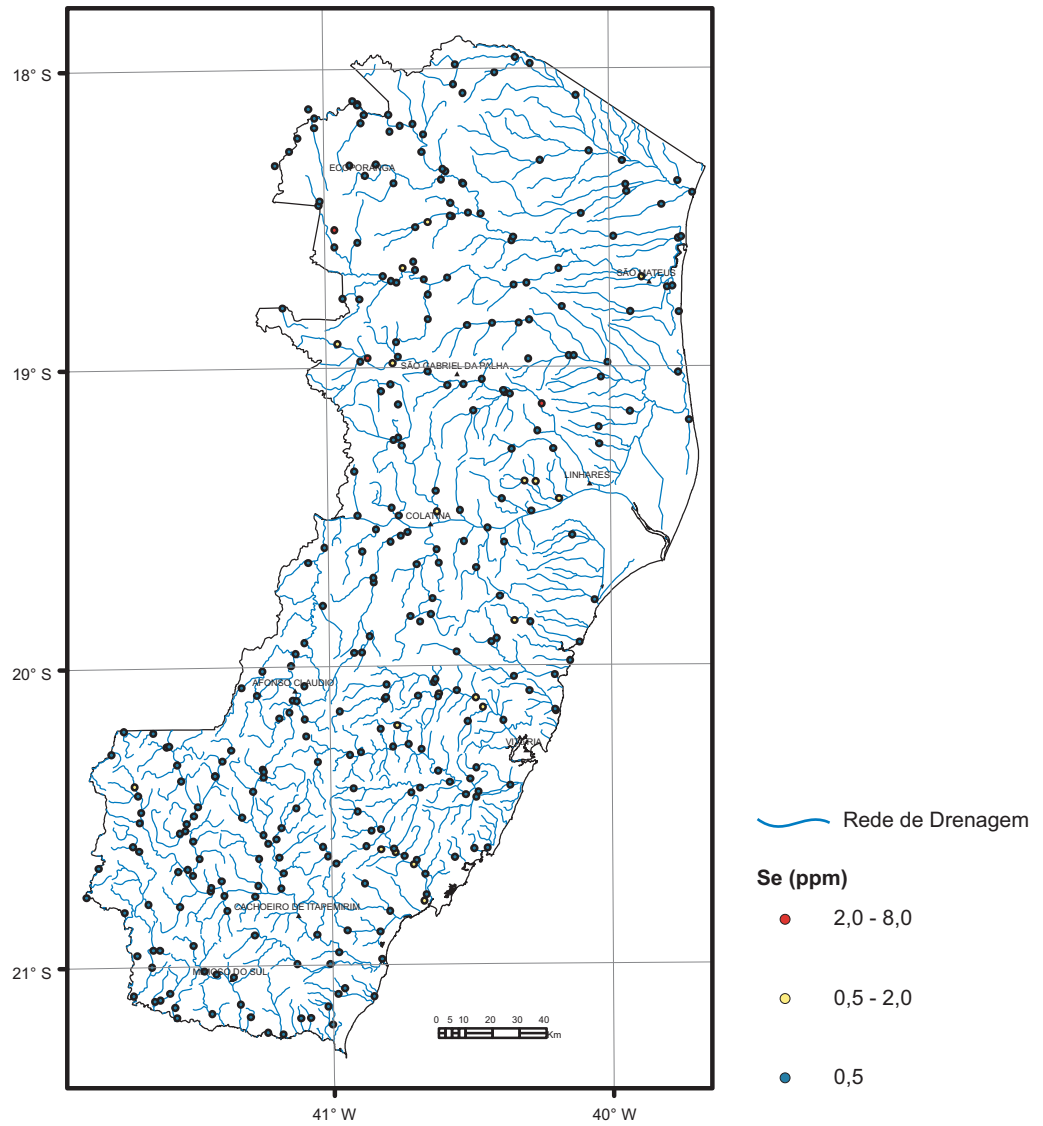 18° S
ECOPORANGA
SÃO MATEUS
19° S
SÃO GABRIEL DA PALHA
LINHARES
COLATINA
20° S
AFONSO CLAUDIO
VITÓRIA
Rede de Drenagem
Se (ppm)
CACHOEIRO DE ITAPEMIRIM
2,0 - 8,0
21° S
MIMOSO DO SUL
0,5 - 2,0
0 5 10 20 30 40
Km
0,5
41° W
40° W